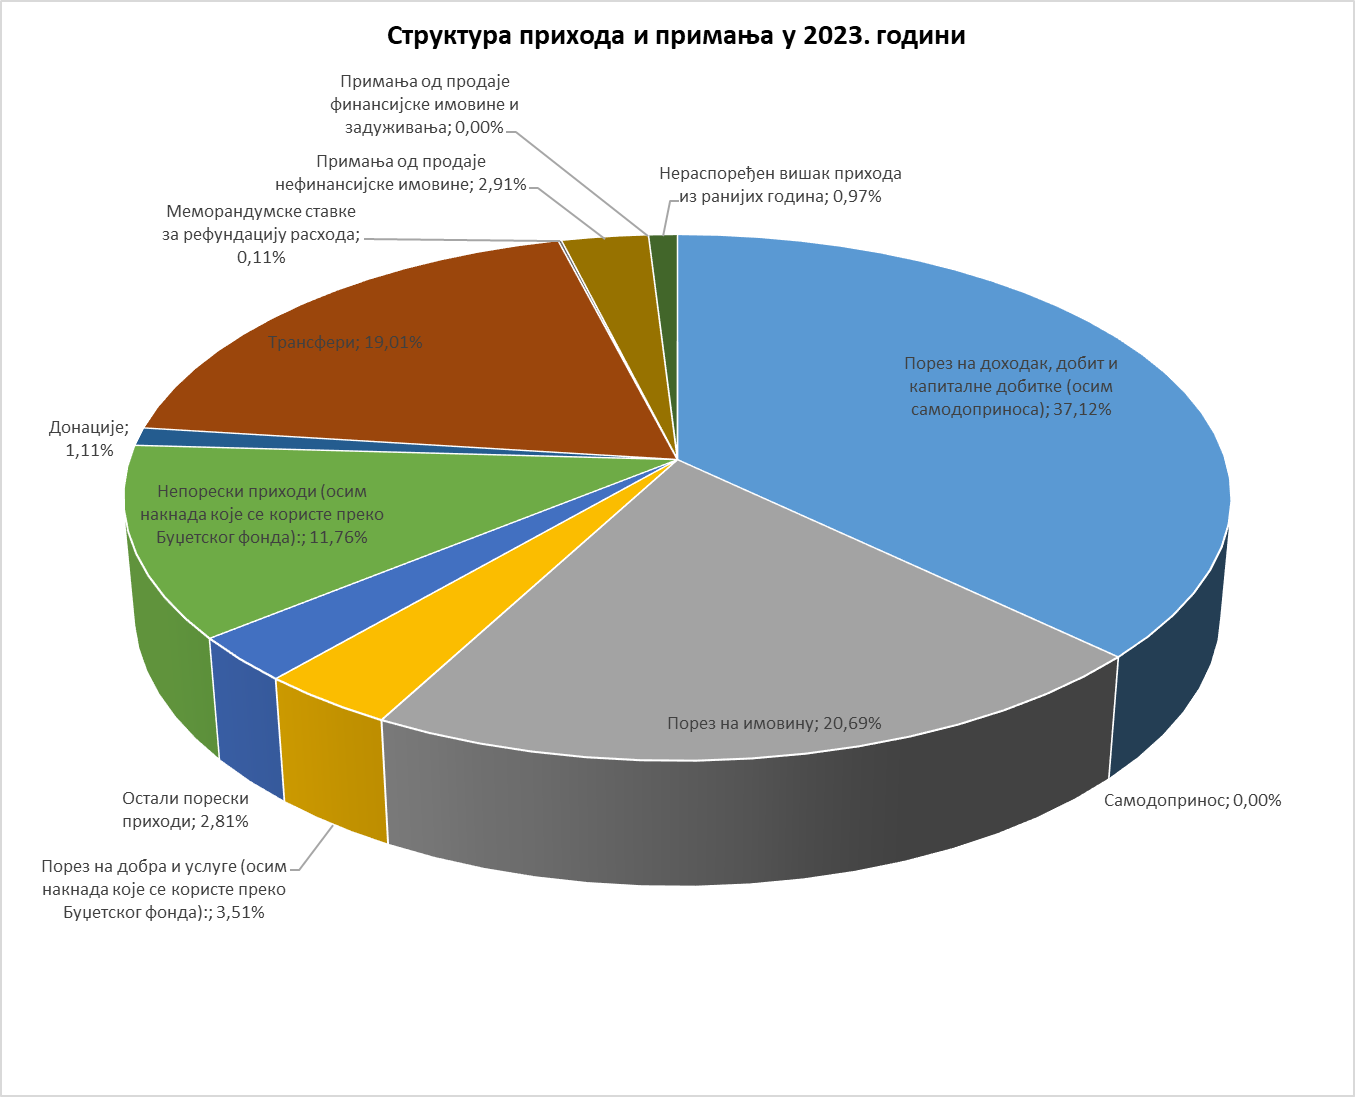 Структура прихода и примања у 2023. години
Примања од продаје
финансијске имовине и
задуживања; 0,00%
Примања од продаје
нефинансијске имовине; 2,91%
Нераспоређен вишак прихода
из ранијих година; 0,97%
Меморандумске ставке
за рефундацију расхода;
0,11%
Трансфери; 19,01%
Порез на доходак, добит и
капиталне добитке (осим
самодоприноса); 37,12%
Донације;
1,11%
Непорески приходи (осим
накнада које се користе преко
Буџетског фонда):; 11,76%
Порез на имовину; 20,69%
Остали порески
приходи; 2,81%
Самодопринос; 0,00%
Порез на добра и услуге (осим
накнада које се користе преко
Буџетског фонда):; 3,51%